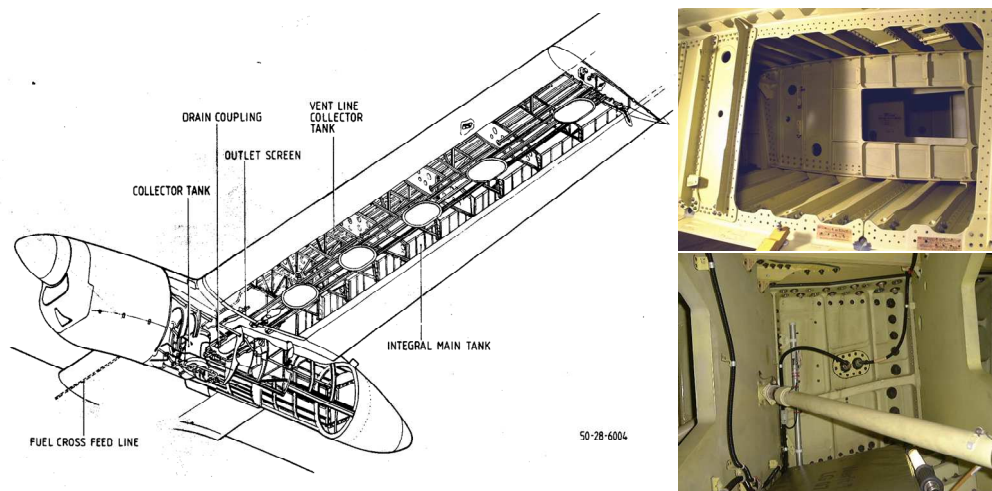 DRAIN COUPLING
VENT LINE
COLLECTOR
TANK
OUTLET SCREEN
COLLECTOR TANK
INTEGRAL MAIN TANK
FUEL CROSS FEED LINE
50-28-6004